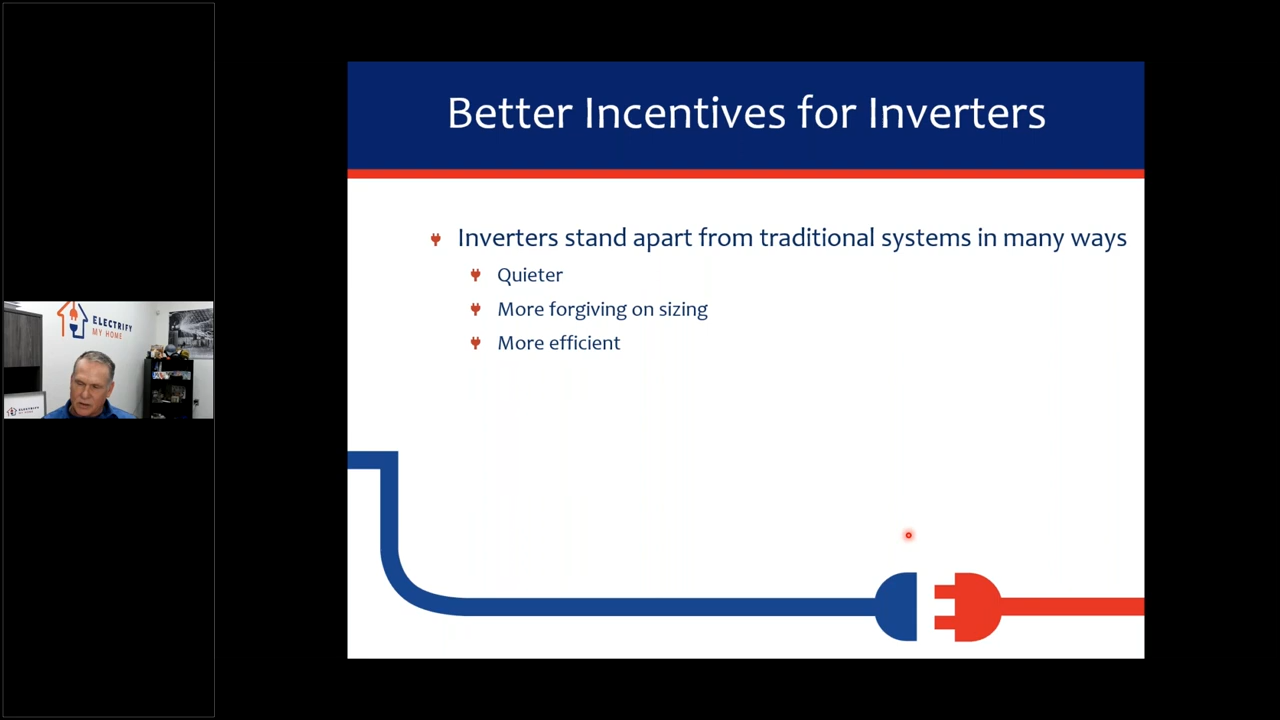 Better Incentives for Inverters
Inverters stand apart from traditional systems in many ways
Quieter
More forgiving on sizing
More efficient
ELECTRIFY
MY HOME
ELECTRIFY